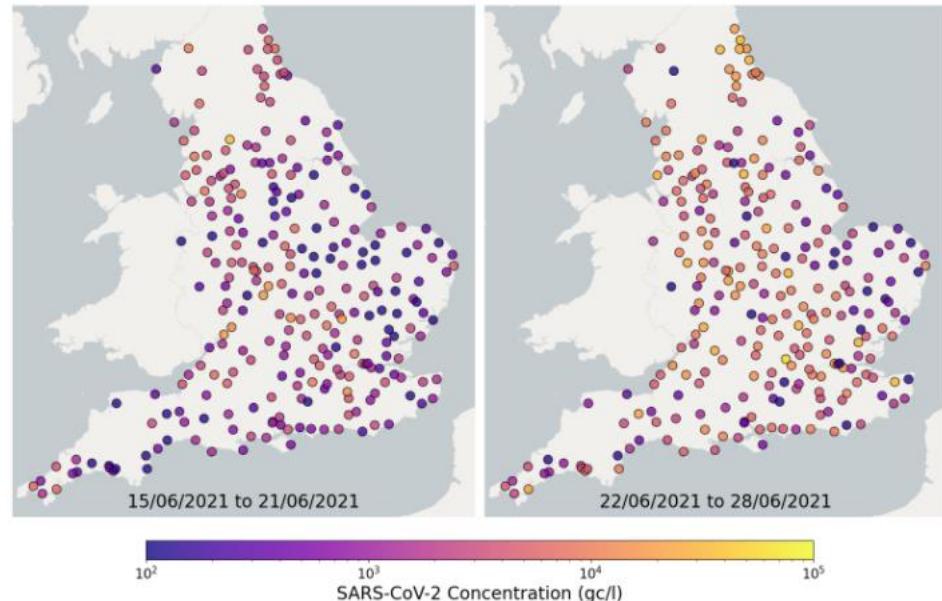 15/06/2021 to 21/06/2021
22/06/2021 to 28/06/2021
10² 10³ 10⁴ 10⁵
SARS-CoV-2 Concentration (gc/l)